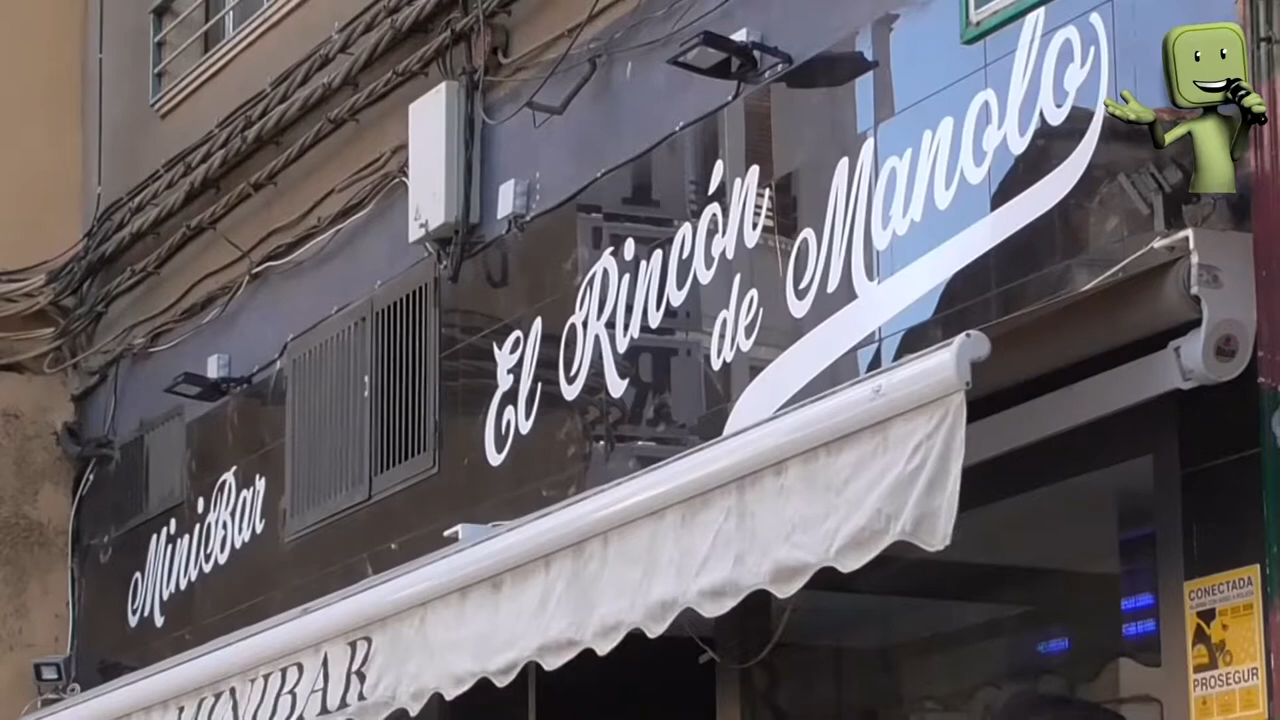 El Rincón
de Manolo
MiniBar
MINIBAR
CONECTADA
PROSEGUR